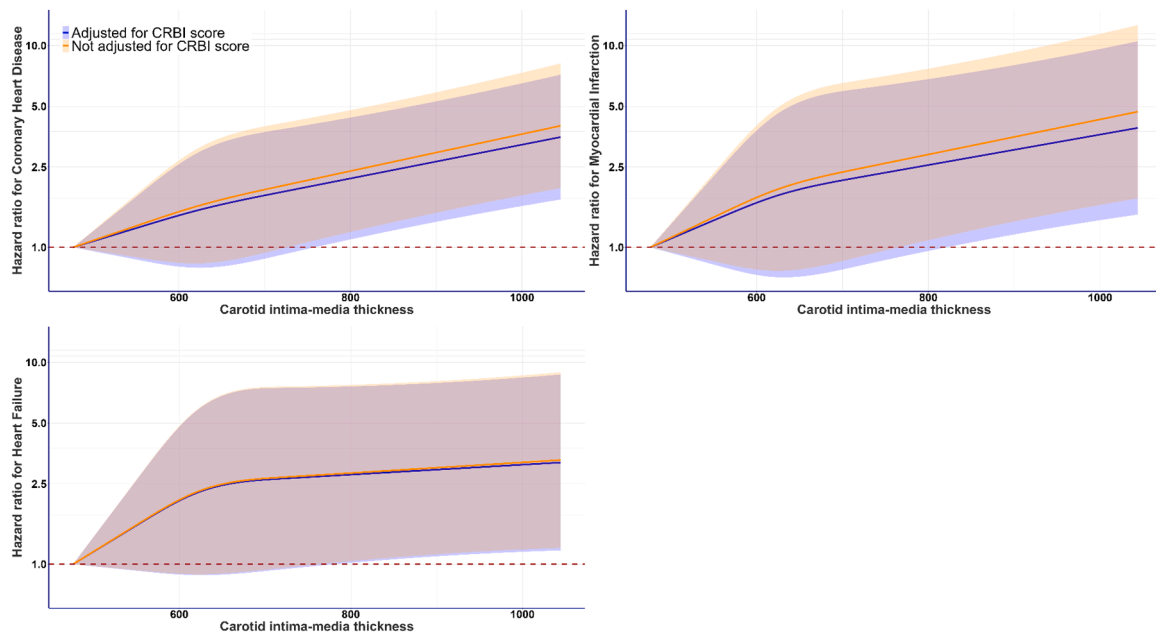 Hazard ratio for Coronary Heart Disease
Adjusted for CRBI score
Not adjusted for CRBI score
10.0
5.0
2.5
1.0
600
800
1000
Carotid intima-media thickness
Hazard ratio for Myocardial Infarction
10.0
5.0
2.5
1.0
600
800
1000
Carotid intima-media thickness
Hazard ratio for Heart Failure
10.0
5.0
2.5
1.0
600
800
1000
Carotid intima-media thickness